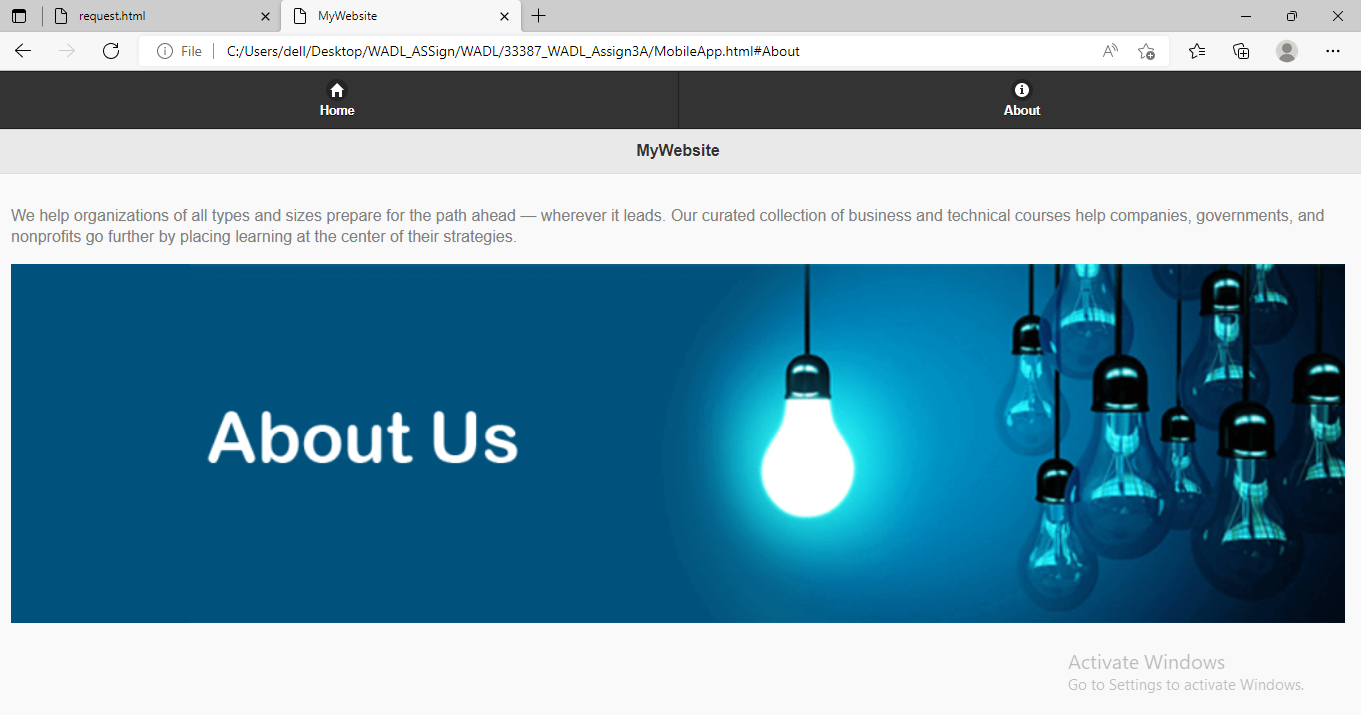 request.html
MyWebsite
File
C:/Users/dell/Desktop/WADL_ASSign/WADL/33387_WADL_Assign3A/MobileApp.html#About
Home
About
MyWebsite
We help organizations of all types and sizes prepare for the path ahead — wherever it leads. Our curated collection of business and technical courses help companies, governments, and
nonprofits go further by placing learning at the center of their strategies.
About Us
Activate Windows
Go to Settings to activate Windows.